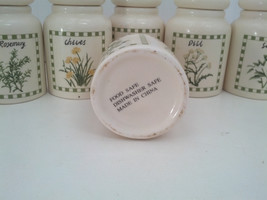 Rosemary
Chives
Dill
FOOD SAFE
DISHWASHER SAFE
MADE IN CHINA